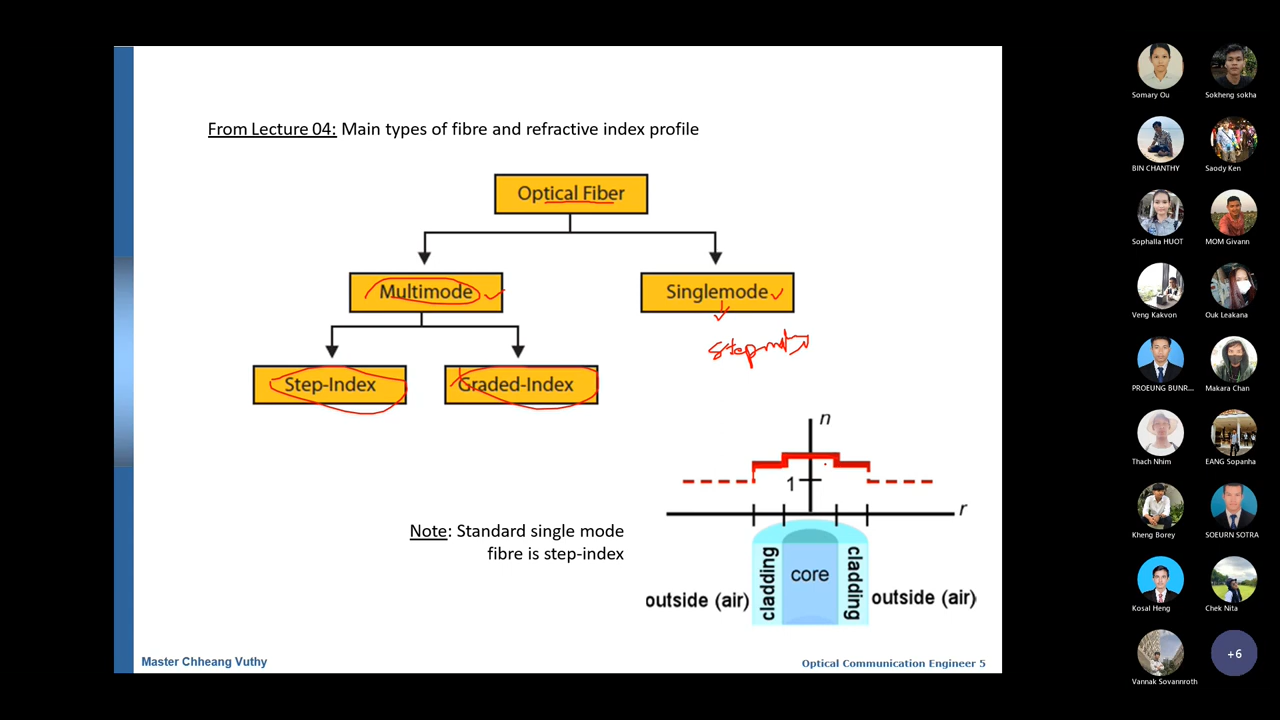 From Lecture 04: Main types of fibre and refractive index profile
Optical Fiber
Multimode
Singlemode
Step-Index
Graded-Index
n
1
r
Note: Standard single mode
fibre is step-index
cladding
core
cladding
outside (air)
outside (air)
Master Chheang Vuthy
Optical Communication Engineer 5
Somary Ou
Sokheng sokha
BIN CHANTHY
Saody Ken
Sophalla HUOT
MOM Givann
Veng Kakvon
Ouk Leakana
PROEUNG BUNR...
Makara Chan
Thach Nhim
EANG Sopanha
Kheng Borey
SOEURN SOTRA
Kosal Heng
Chek Nita
Vannak Sovannroth
+6